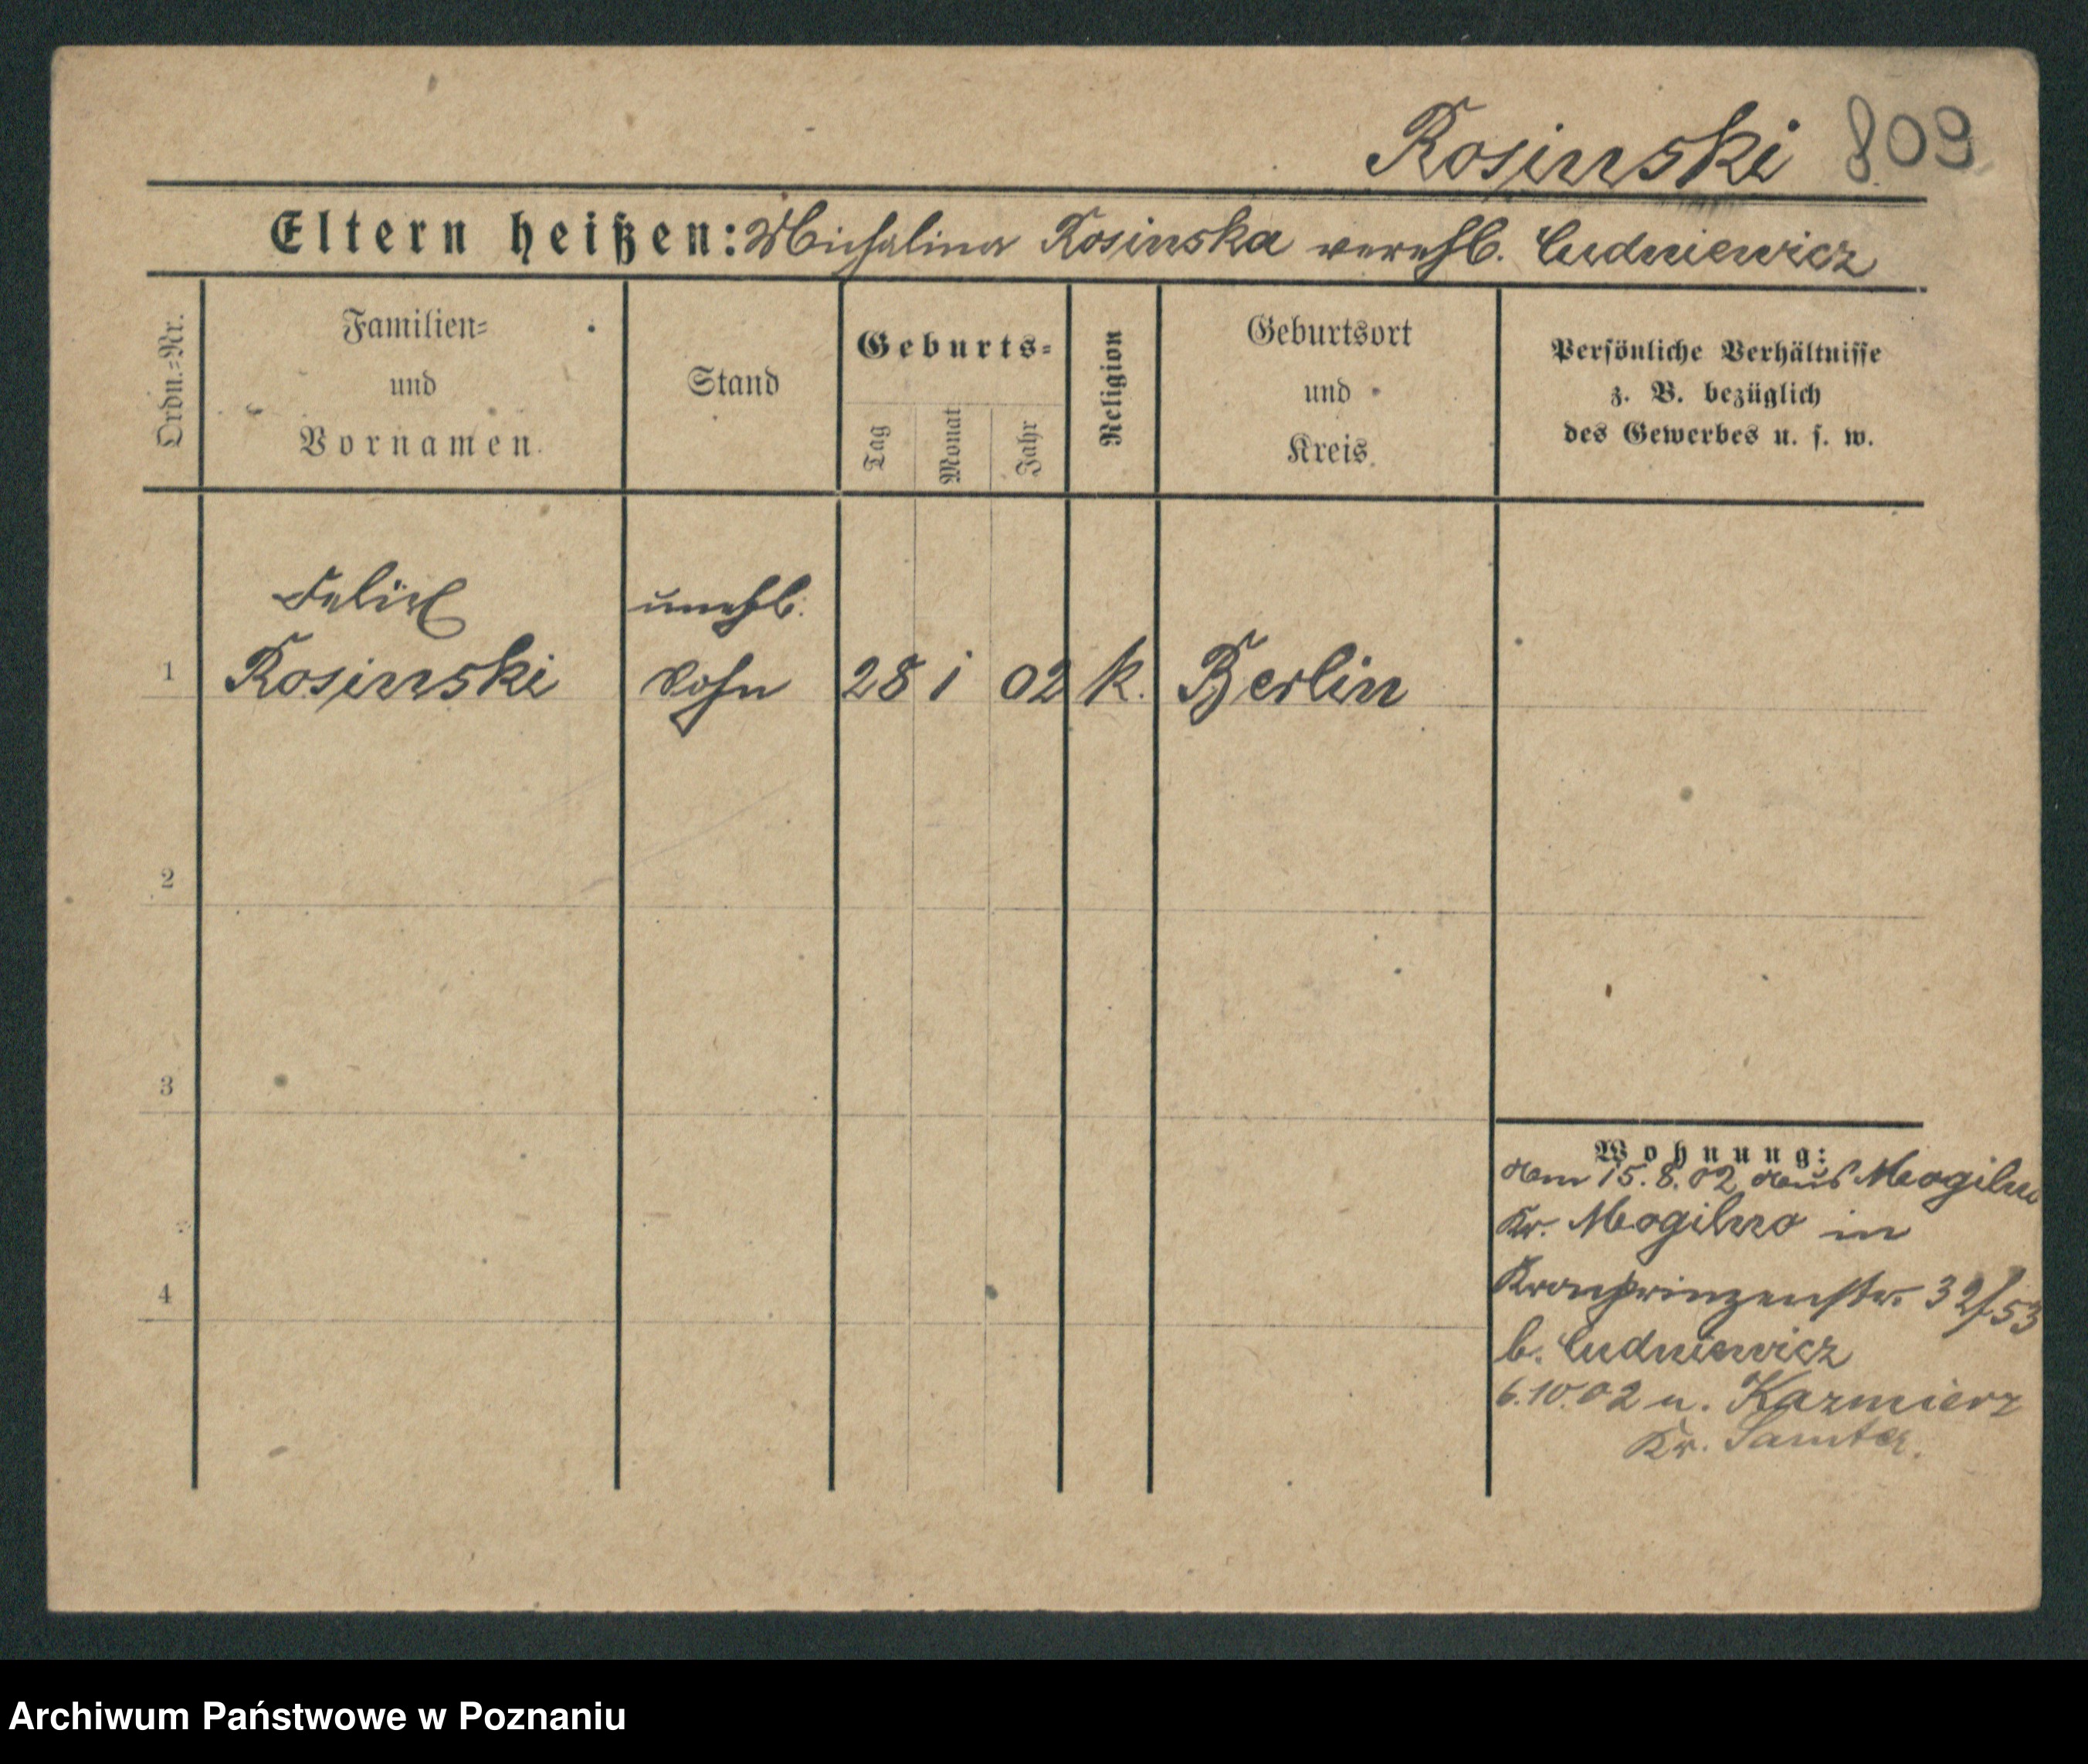 Rosinski 809
Eltern heißen: Michalina Rosinska verehl. Ludniewicz
Ordn.=Nr.
Familien=
und
Vornamen.
Stand
Geburts=
Tag
Monat
Jahr
Religion
Geburtsort
und
Kreis.
Persönliche Verhältnisse
z. B. bezüglich
des Gewerbes u. s. w.
Felix unehl.
1 Rosinski Sohn 28 1 02 k. Berlin
2
3
4
Wohnung:
am 15.8.02 aus Mogilno
Kr. Mogilno in
Kronprinzenstr. 32/53
b. Ludniewicz
6.10.02 n. Kazmierz
Kr. Samter.
Archiwum Państwowe w Poznaniu